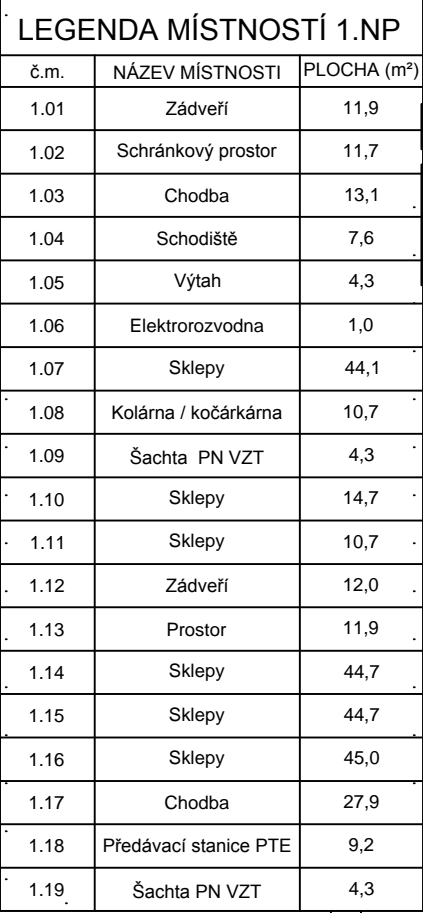 LEGENDA MÍSTNOSTÍ 1.NP
č.m. NÁZEV MÍSTNOSTI PLOCHA (m²)
1.01 Zádveří 11,9
1.02 Schránkový prostor 11,7
1.03 Chodba 13,1
1.04 Schodiště 7,6
1.05 Výtah 4,3
1.06 Elektrorozvodna 1,0
1.07 Sklepy 44,1
1.08 Kolárna / kočárkárna 10,7
1.09 Šachta PN VZT 4,3
1.10 Sklepy 14,7
1.11 Sklepy 10,7
1.12 Zádveří 12,0
1.13 Prostor 11,9
1.14 Sklepy 44,7
1.15 Sklepy 44,7
1.16 Sklepy 45,0
1.17 Chodba 27,9
1.18 Předávací stanice PTE 9,2
1.19 Šachta PN VZT 4,3